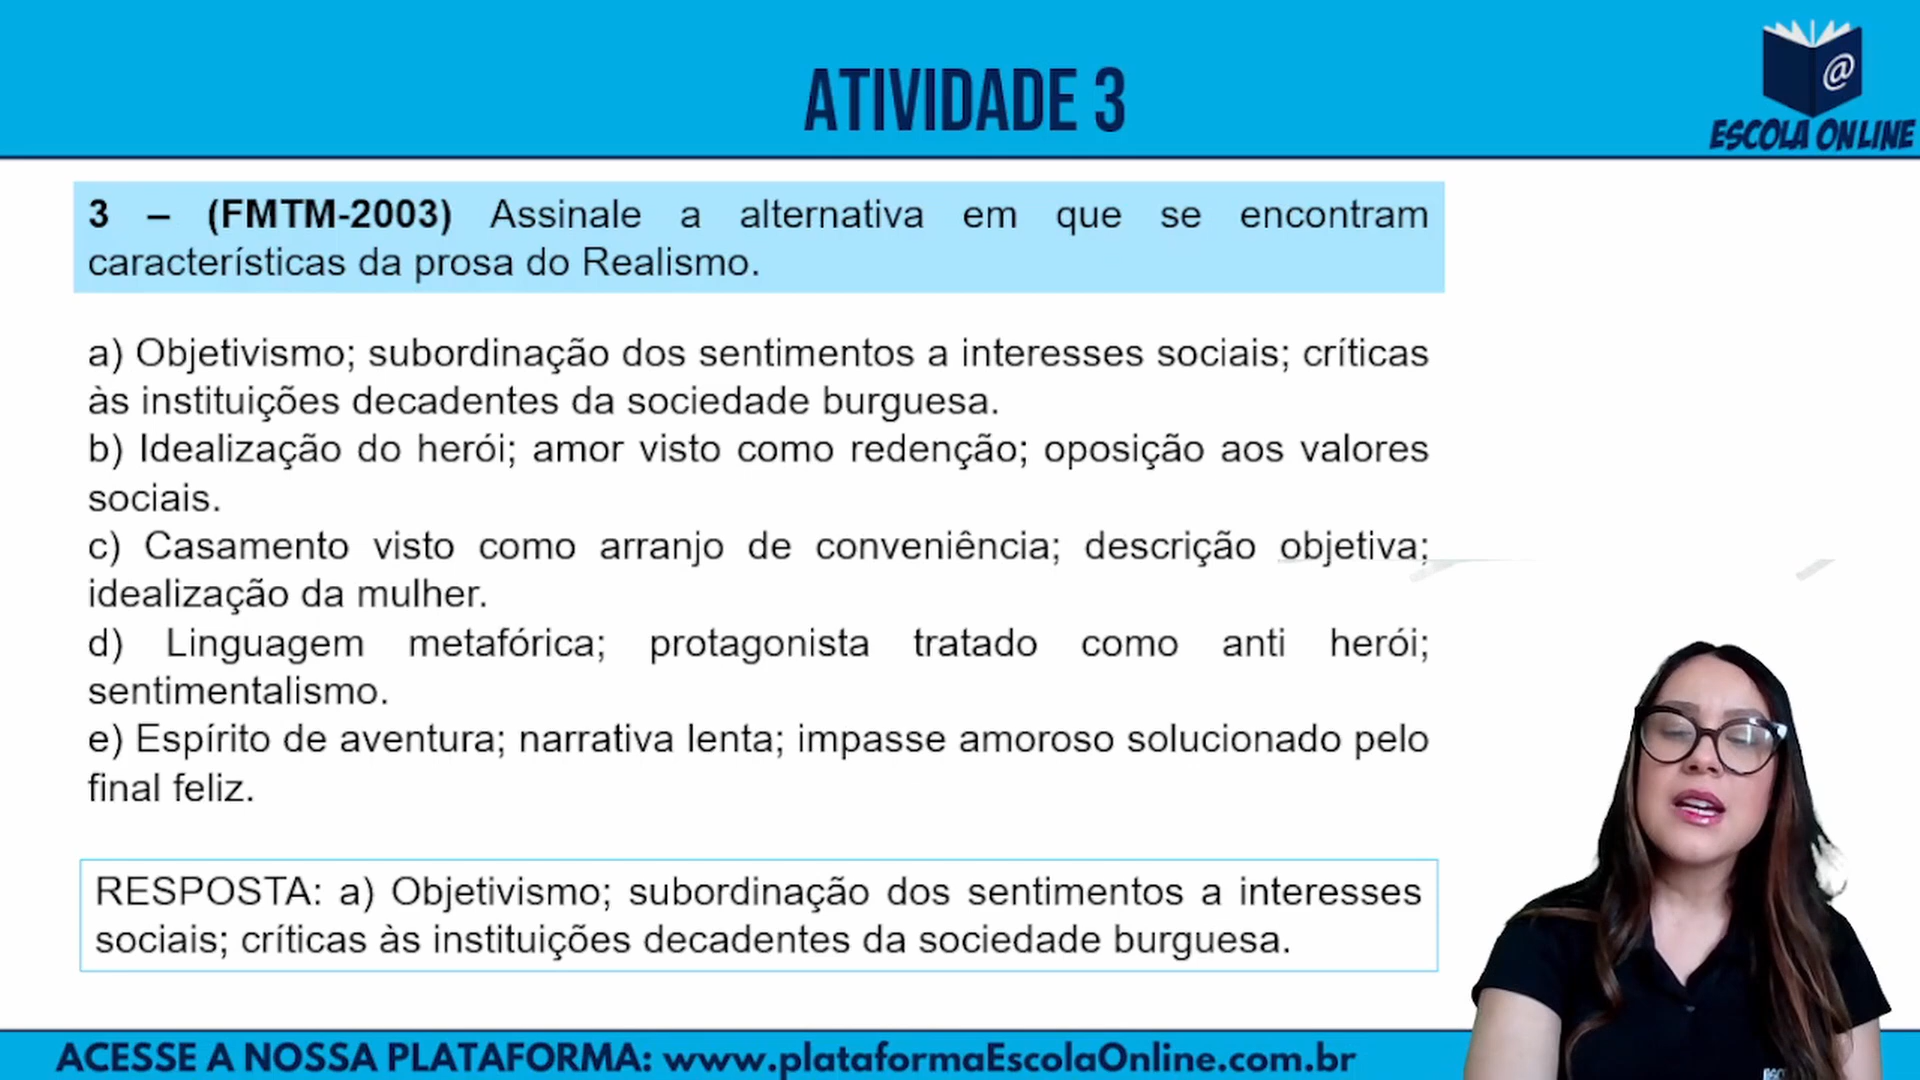 ATIVIDADE 3
@
ESCOLA ONLINE
3 – (FMTM-2003) Assinale a alternativa em que se encontram
características da prosa do Realismo.
a) Objetivismo; subordinação dos sentimentos a interesses sociais; críticas
às instituições decadentes da sociedade burguesa.
b) Idealização do herói; amor visto como redenção; oposição aos valores
sociais.
c) Casamento visto como arranjo de conveniência; descrição objetiva;
idealização da mulher.
d) Linguagem metafórica; protagonista tratado como anti herói;
sentimentalismo.
e) Espírito de aventura; narrativa lenta; impasse amoroso solucionado pelo
final feliz.
RESPOSTA: a) Objetivismo; subordinação dos sentimentos a interesses
sociais; críticas às instituições decadentes da sociedade burguesa.
ACESSE A NOSSA PLATAFORMA: www.plataformaEscolaOnline.com.br